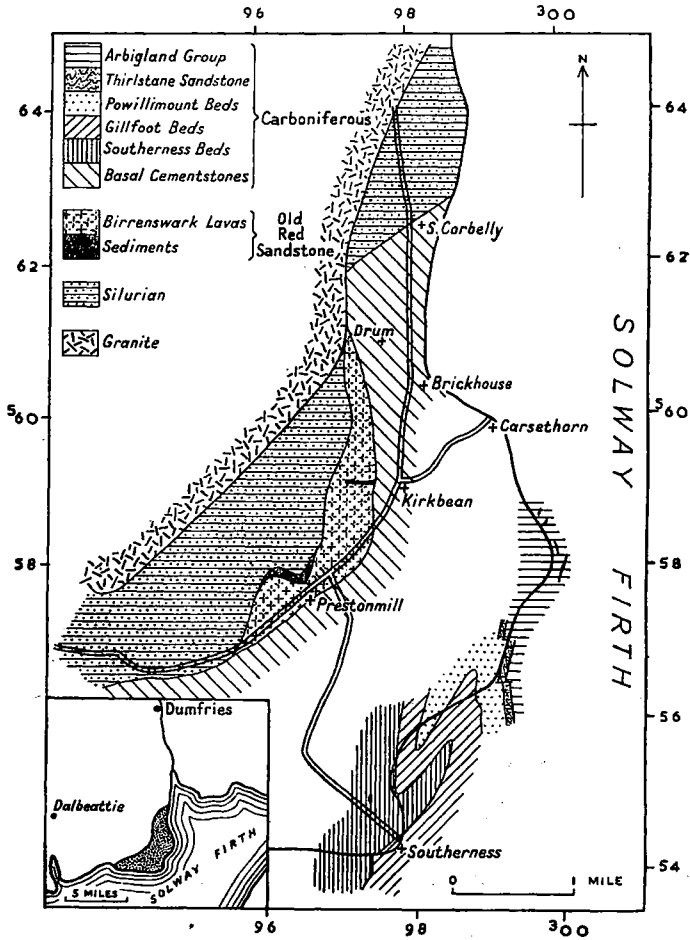 96 98 300
Arbigland Group
Thirlstane Sandstone
Powillimount Beds
Gillfoot Beds
Southerness Beds
Basal Cementstones
Carboniferous
Birrenswark Lavas
Sediments
Old
Red
Sandstone
Silurian
Granite
N
64 64
S. Corbelly
62 62
Drum
Brickhouse
560 560
Carsethorn
Kirkbean
58 58
Prestonmill
SOLWAY FIRTH
56
Southerness
54
0 1 MILE
Dumfries
Dalbeattie
SOLWAY FIRTH
5 MILES
96 98 300